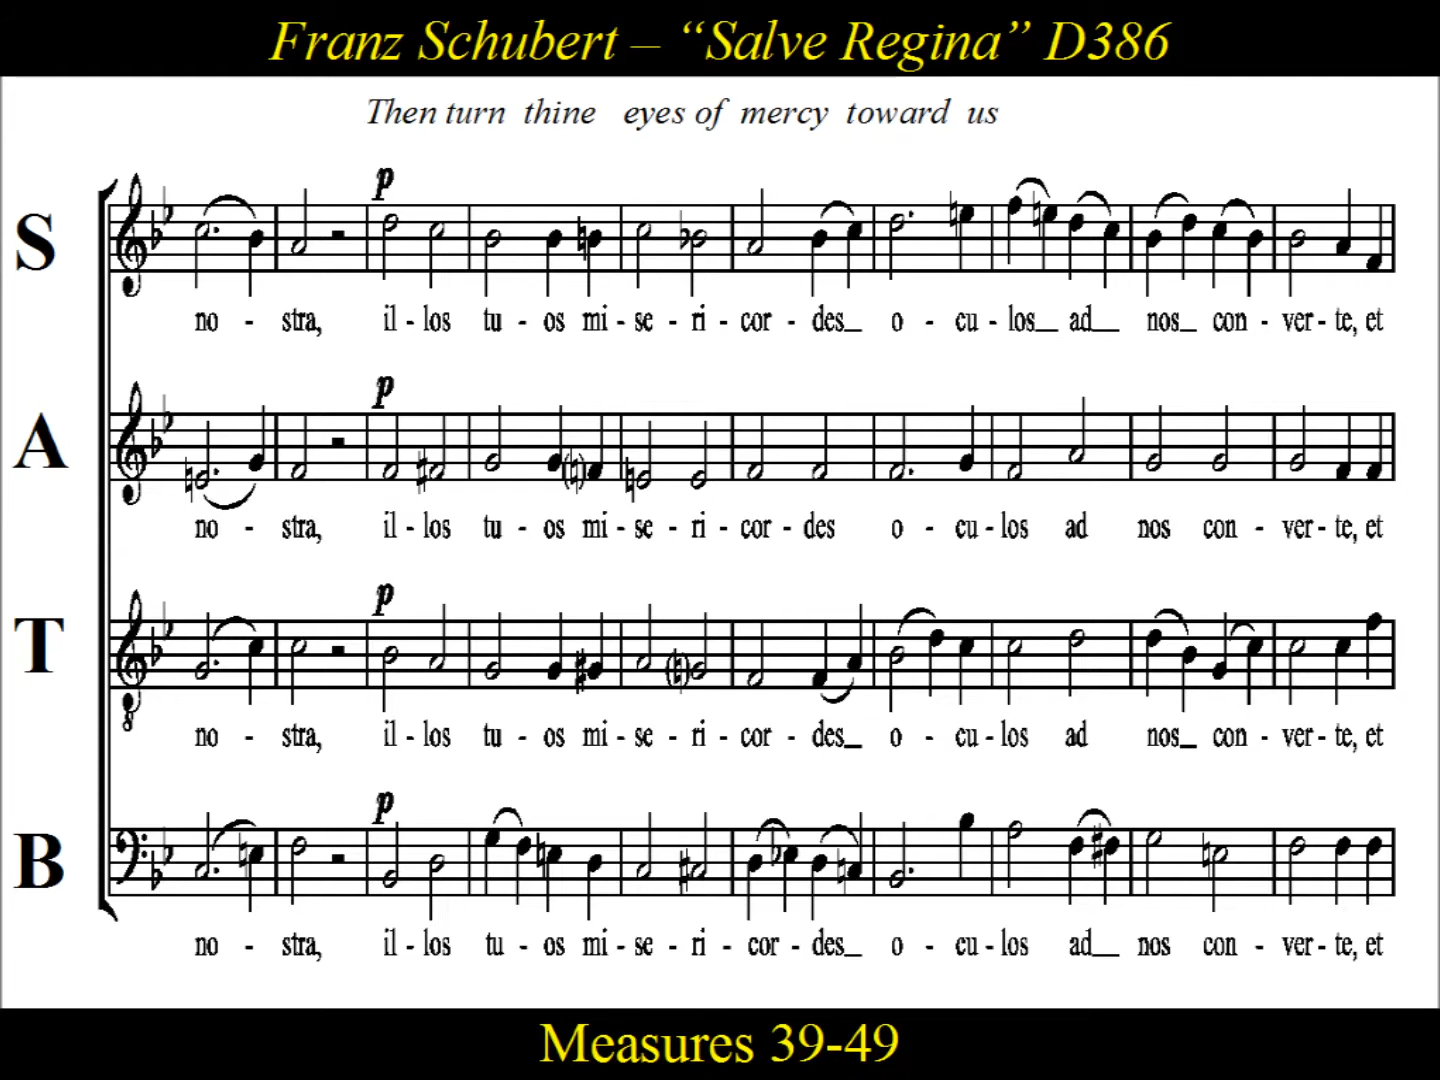 Franz Schubert – “Salve Regina” D386
Then turn thine eyes of mercy toward us
p
S
no - stra, il - los tu - os mi - se - ri - cor - des_ o - cu - los_ ad_ nos_ con - ver - te, et
p
A
no - stra, il - los tu - os mi - se - ri - cor - des o - cu - los ad nos con - ver - te, et
p
T
8
no - stra, il - los tu - os mi - se - ri - cor - des_ o - cu - los ad nos_ con - ver - te, et
p
B
no - stra, il - los tu - os mi - se - ri - cor - des_ o - cu - los ad_ nos con - ver - te, et
Measures 39-49